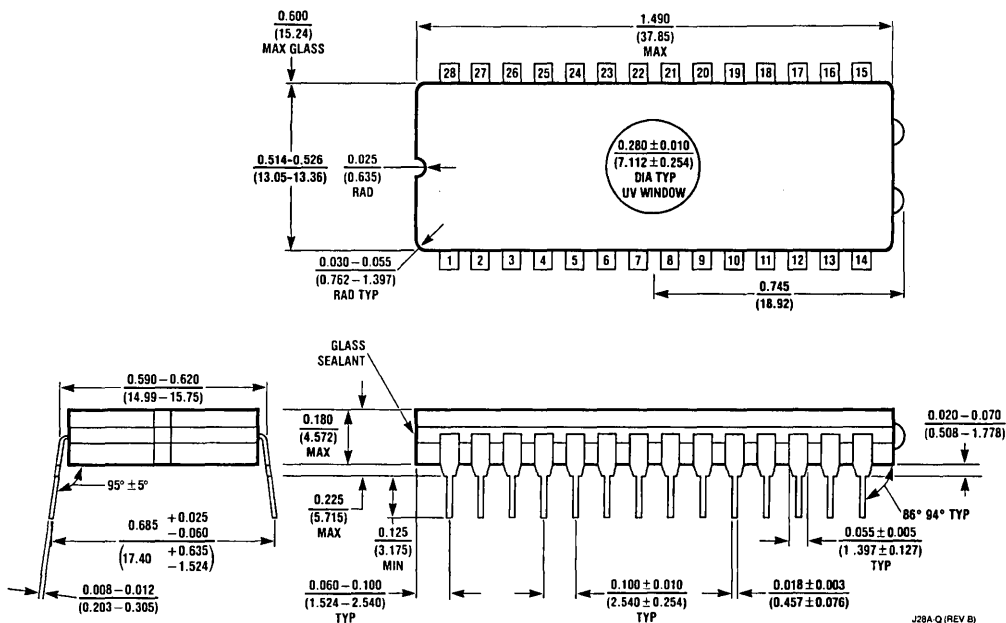 0.600
(15.24)
MAX GLASS
1.490
(37.85)
MAX
28 27 26 25 24 23 22 21 20 19 18 17 16 15
0.514-0.526
(13.05-13.36)
0.025
(0.635)
RAD
0.280 ± 0.010
(7.112 ± 0.254)
DIA TYP
UV WINDOW
0.030 – 0.055
(0.762 – 1.397)
RAD TYP
1 2 3 4 5 6 7 8 9 10 11 12 13 14
0.745
(18.92)
GLASS
SEALANT
0.590 – 0.620
(14.99 – 15.75)
0.180
(4.572)
MAX
0.020 -0.070
(0.508 – 1.778)
95° ± 5°
0.225
(5.715)
MAX
86° 94° TYP
0.685 +0.025
-0.060
(17.40 +0.635
-1.524)
0.125
(3.175)
MIN
0.055 ± 0.005
(1.397 ± 0.127)
TYP
0.008 – 0.012
(0.203 – 0.305)
0.060 – 0.100
(1.524 – 2.540)
TYP
0.100 ± 0.010
(2.540 ± 0.254)
TYP
0.018 ± 0.003
(0.457 ± 0.076)
J28A-Q (REV B)